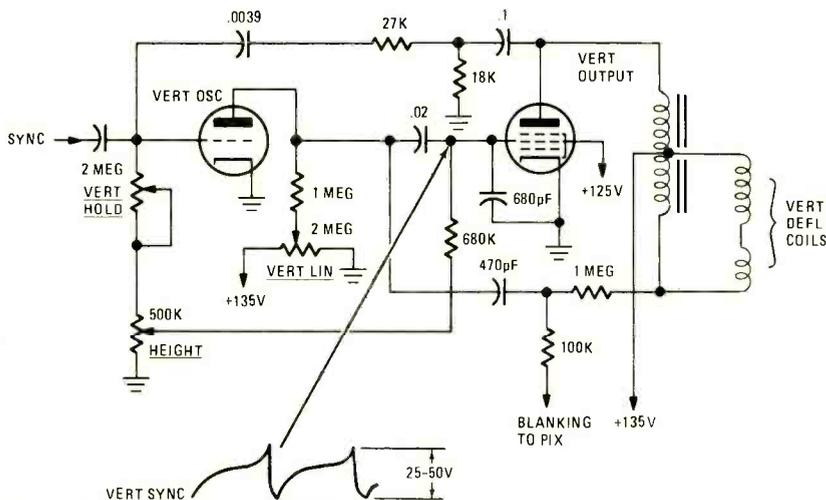 .0039
27K
.1
18K
VERT
OUTPUT
VERT OSC
SYNC
.02
2 MEG
VERT
HOLD
1 MEG
2 MEG
VERT LIN
+135V
680pF
+125V
680K
VERT
DEFL
COILS
470pF
1 MEG
500K
HEIGHT
100K
BLANKING
TO PIX
+135V
VERT SYNC
25-50V